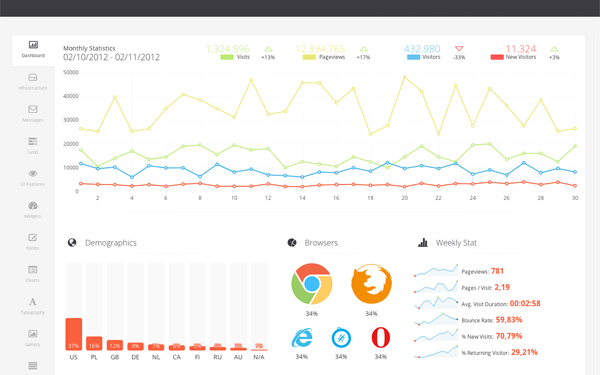 Dashboard
Infrastructure
Messages
Tasks
UI Features
Widgets
Forms
Charts
Typography
Gallery
Monthly Statistics
02/10/2012 - 02/11/2012
1,324,996
Visits
+13%
12,894,765
Pageviews
+17%
432,980
Visitors
-33%
11,324
New Visitors
+3%
50000
40000
30000
20000
10000
0
2 4 6 8 10 12 14 16 18 20 22 24 26 28 30
Demographics
37% 16% 12% 9% 7%
US PL GB DE NL CA FI RU AU N/A
Browsers
34% 34%
34% 34% 34%
Weekly Stat
Pageviews: 781
Pages / Visit: 2,19
Avg. Visit Duration: 00:02:58
Bounce Rate: 59,83%
% New Visits: 70,79%
% Returning Visitor: 29,21%